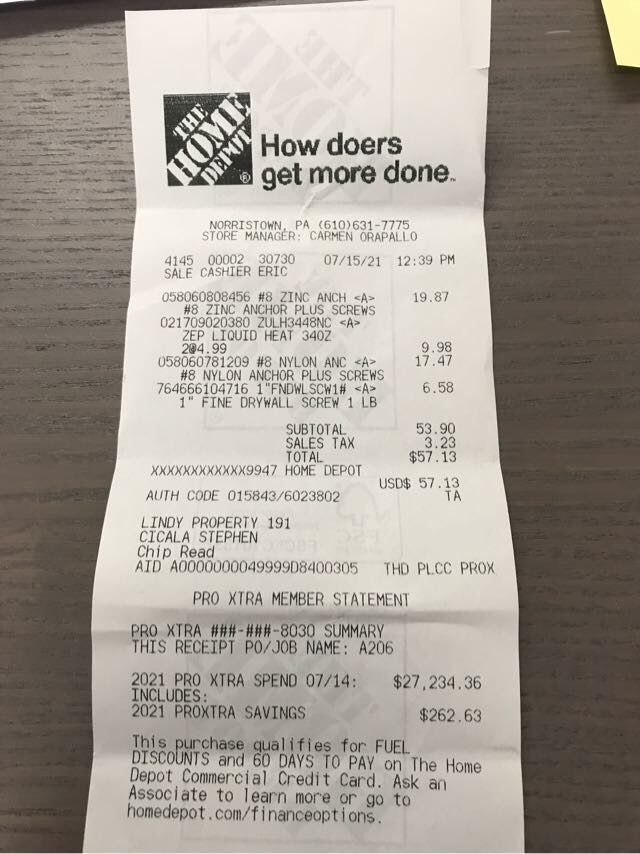 THE
HOME
DEPOT
®
How doers
get more done™
NORRISTOWN, PA (610)631-7775
STORE MANAGER: CARMEN ORAPALLO
4145 00002 30730 07/15/21 12:39 PM
SALE CASHIER ERIC
058060808456 #8 ZINC ANCH <A> 19.87
#8 ZINC ANCHOR PLUS SCREWS
021709020380 ZULH3448NC <A>
ZEP LIQUID HEAT 34OZ
2@4.99 9.98
058060781209 #8 NYLON ANC <A> 17.47
#8 NYLON ANCHOR PLUS SCREWS
764666104716 1"FNDWLSCW1# <A> 6.58
1" FINE DRYWALL SCREW 1 LB
SUBTOTAL 53.90
SALES TAX 3.23
TOTAL $57.13
XXXXXXXXXXXX9947 HOME DEPOT
USD$ 57.13
AUTH CODE 015843/6023802 TA
LINDY PROPERTY 191
CICALA STEPHEN
Chip Read
AID A0000000049999D8400305 THD PLCC PROX
PRO XTRA MEMBER STATEMENT
PRO XTRA ###-###-8030 SUMMARY
THIS RECEIPT PO/JOB NAME: A206
2021 PRO XTRA SPEND 07/14: $27,234.36
INCLUDES:
2021 PROXTRA SAVINGS $262.63
This purchase qualifies for FUEL
DISCOUNTS and 60 DAYS TO PAY on The Home
Depot Commercial Credit Card. Ask an
Associate to learn more or go to
homedepot.com/financeoptions.